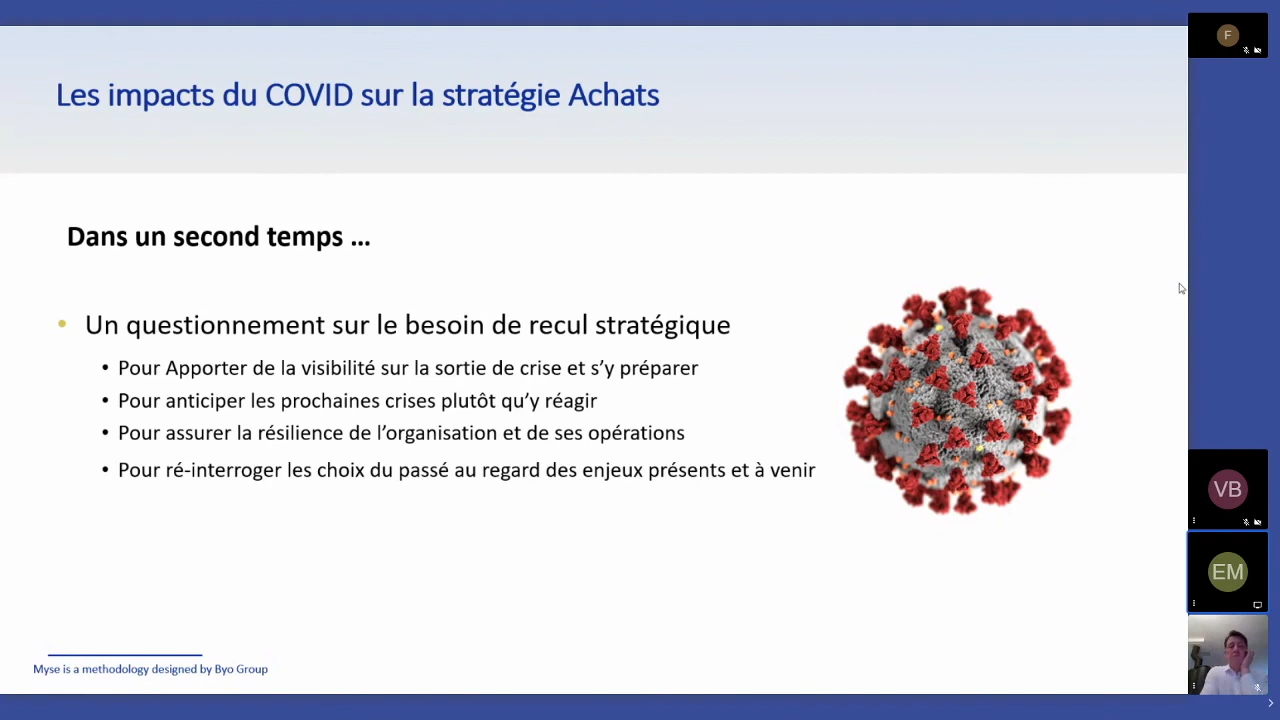 Les impacts du COVID sur la stratégie Achats
Dans un second temps ...
• Un questionnement sur le besoin de recul stratégique
• Pour Apporter de la visibilité sur la sortie de crise et s’y préparer
• Pour anticiper les prochaines crises plutôt qu’y réagir
• Pour assurer la résilience de l’organisation et de ses opérations
• Pour ré-interroger les choix du passé au regard des enjeux présents et à venir
Myse is a methodology designed by Byo Group
F
VB
EM